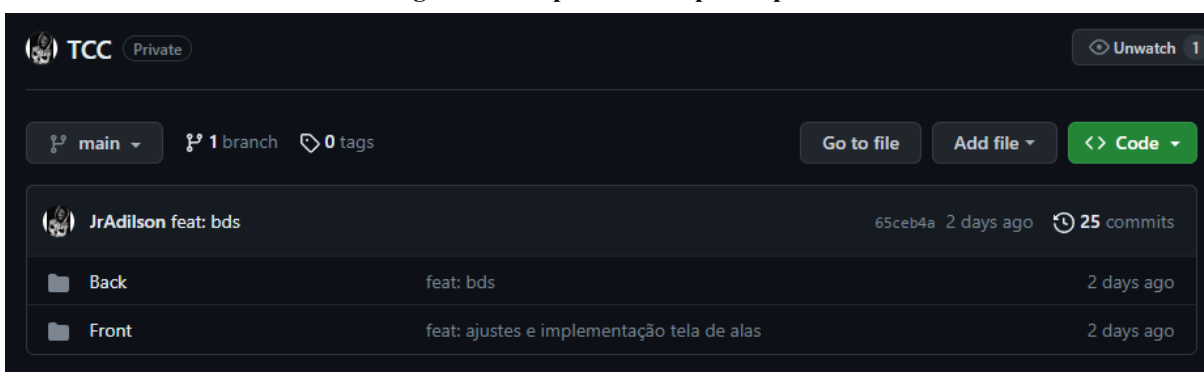 TCC Private Unwatch 1
main 1 branch 0 tags Go to file Add file Code
JrAdilson feat: bds 65ceb4a 2 days ago 25 commits
Back feat: bds 2 days ago
Front feat: ajustes e implementação tela de alas 2 days ago